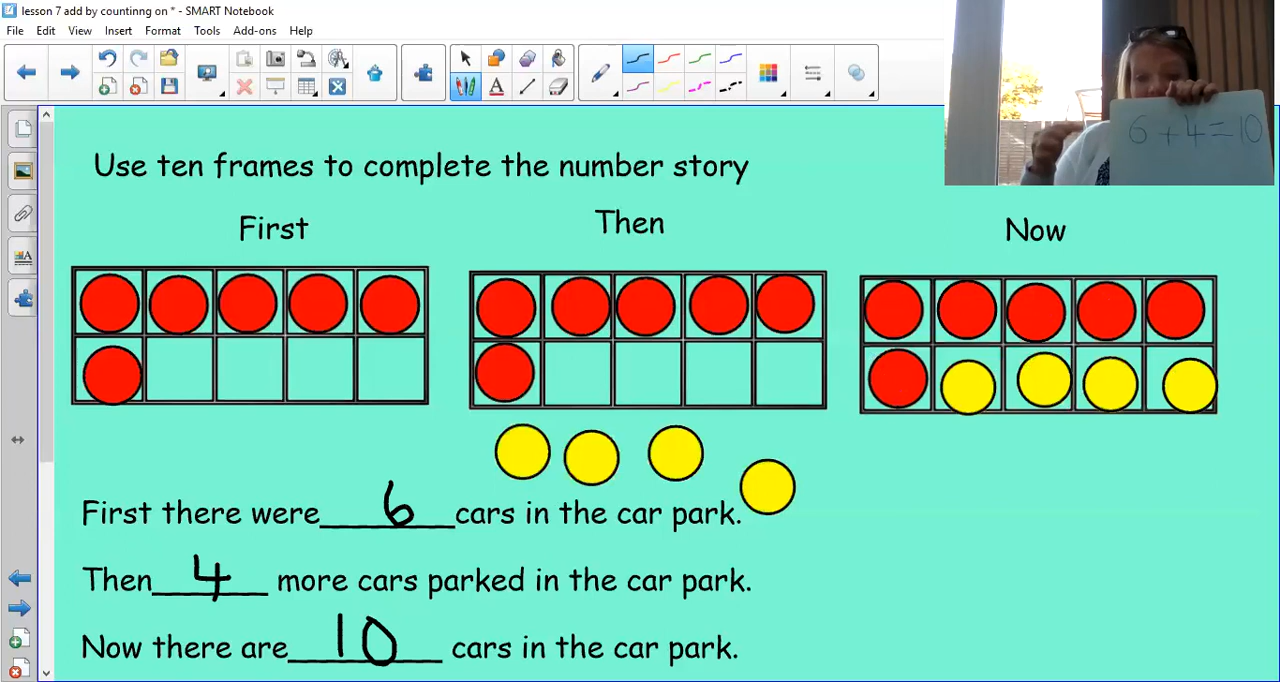 lesson 7 add by countinng on * - SMART Notebook
File Edit View Insert Format Tools Add-ons Help
6 + 4 = 10
Use ten frames to complete the number story
First Then Now
First there were 6 cars in the car park.
Then 4 more cars parked in the car park.
Now there are 10 cars in the car park.